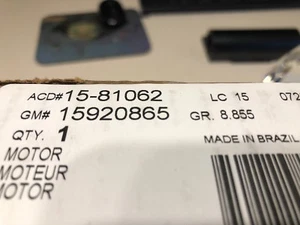 ACD# 15-81062 LC 15 072
GM# 15920865 GR. 8.855
QTY. 1 MADE IN BRAZIL
MOTOR
MOTEUR
MOTOR